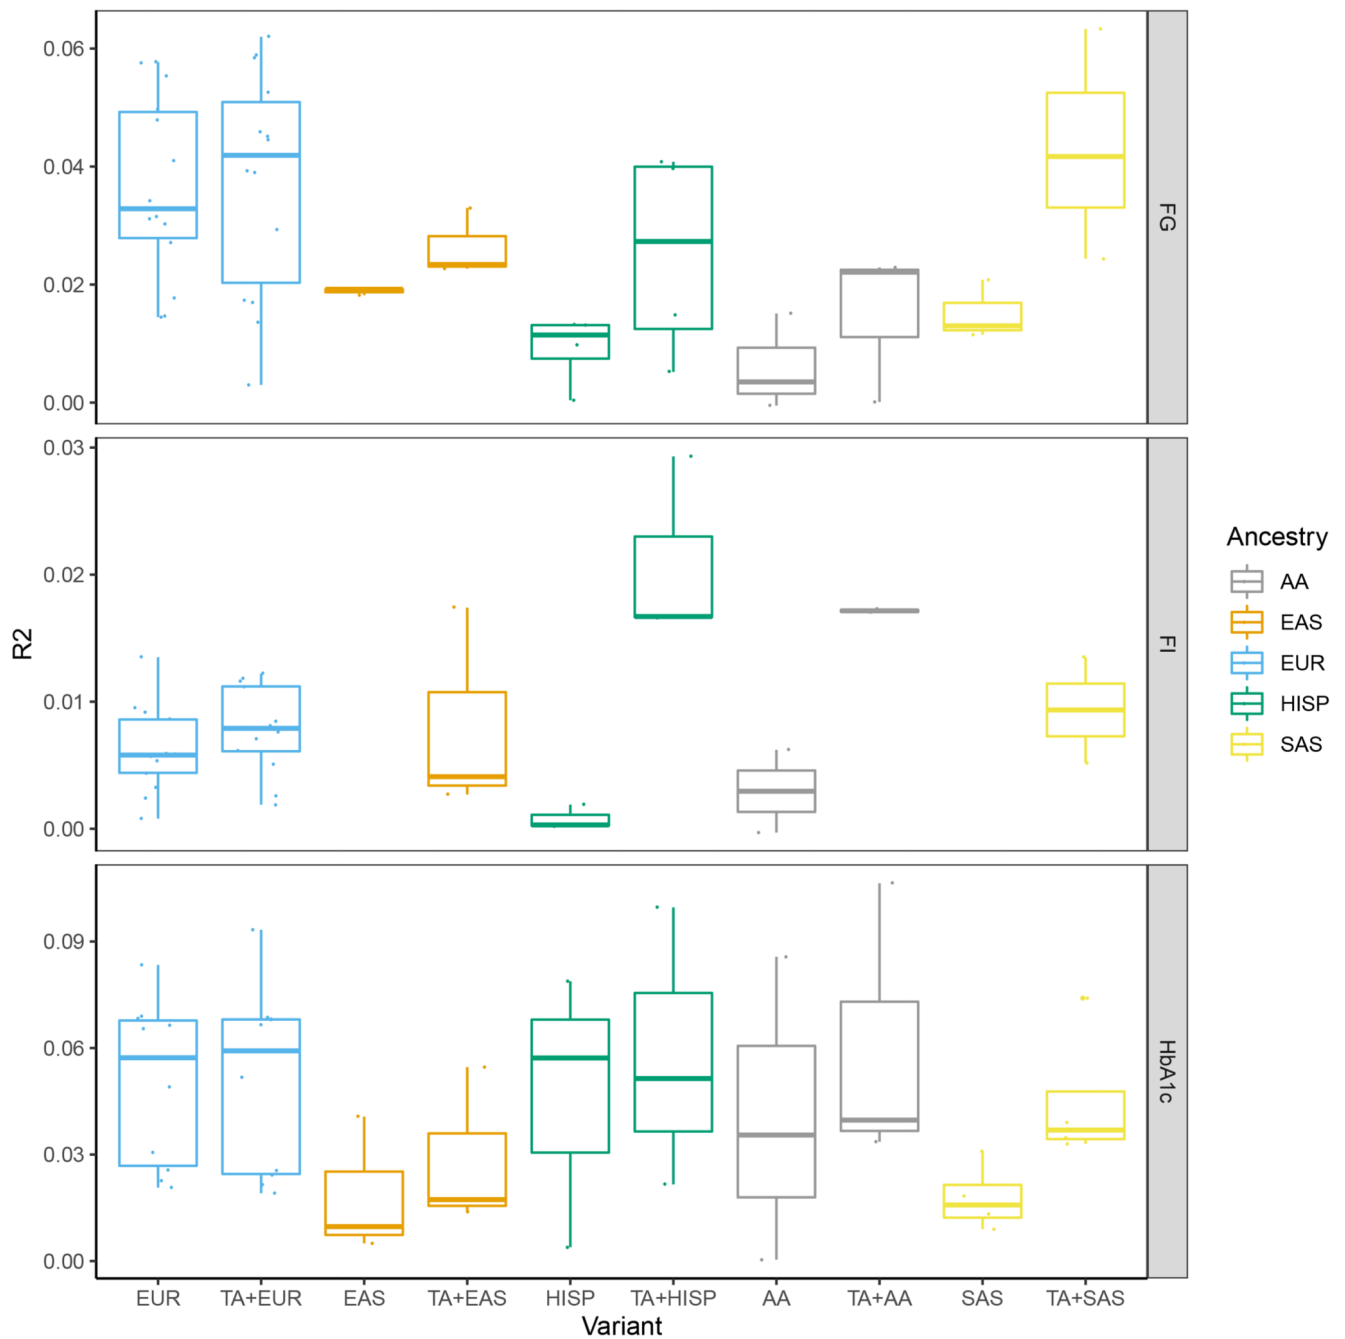 0.06
0.04
0.02
0.00
FG
0.03
0.02
0.01
0.00
FI
R2
0.09
0.06
0.03
0.00
HbA1c
EUR TA+EUR EAS TA+EAS HISP TA+HISP AA TA+AA SAS TA+SAS
Variant
Ancestry
AA
EAS
EUR
HISP
SAS